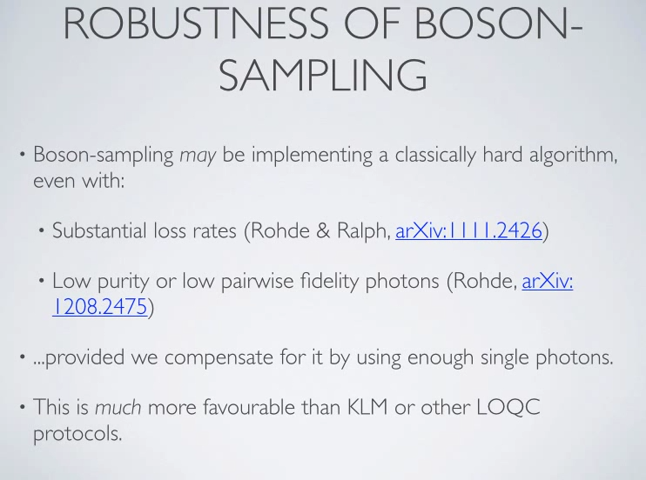 ROBUSTNESS OF BOSON-
SAMPLING
• Boson-sampling may be implementing a classically hard algorithm,
even with:
• Substantial loss rates (Rohde & Ralph, arXiv:1111.2426)
• Low purity or low pairwise fidelity photons (Rohde, arXiv:
1208.2475)
• ...provided we compensate for it by using enough single photons.
• This is much more favourable than KLM or other LOQC
protocols.